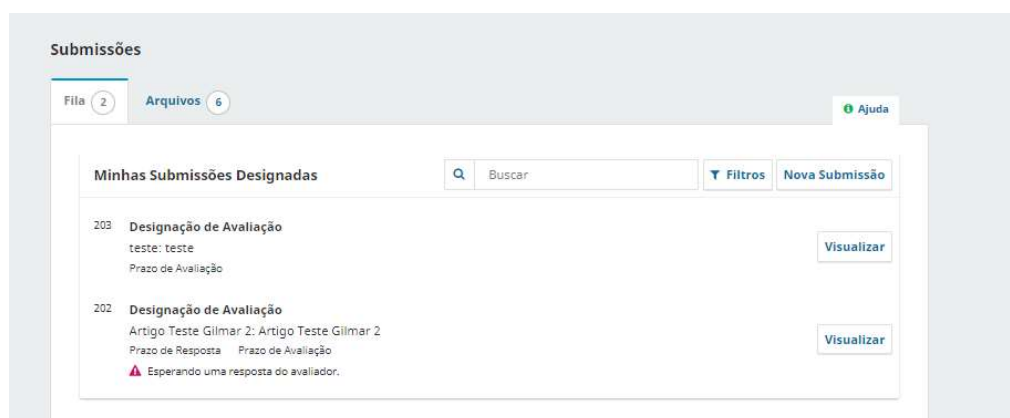 Submissões
Fila 2 Arquivos 6
Ajuda
Minhas Submissões Designadas Buscar Filtros Nova Submissão
203 Designação de Avaliação
teste: teste Visualizar
Prazo de Avaliação
202 Designação de Avaliação
Artigo Teste Gilmar 2: Artigo Teste Gilmar 2
Prazo de Resposta Prazo de Avaliação Visualizar
Esperando uma resposta do avaliador.